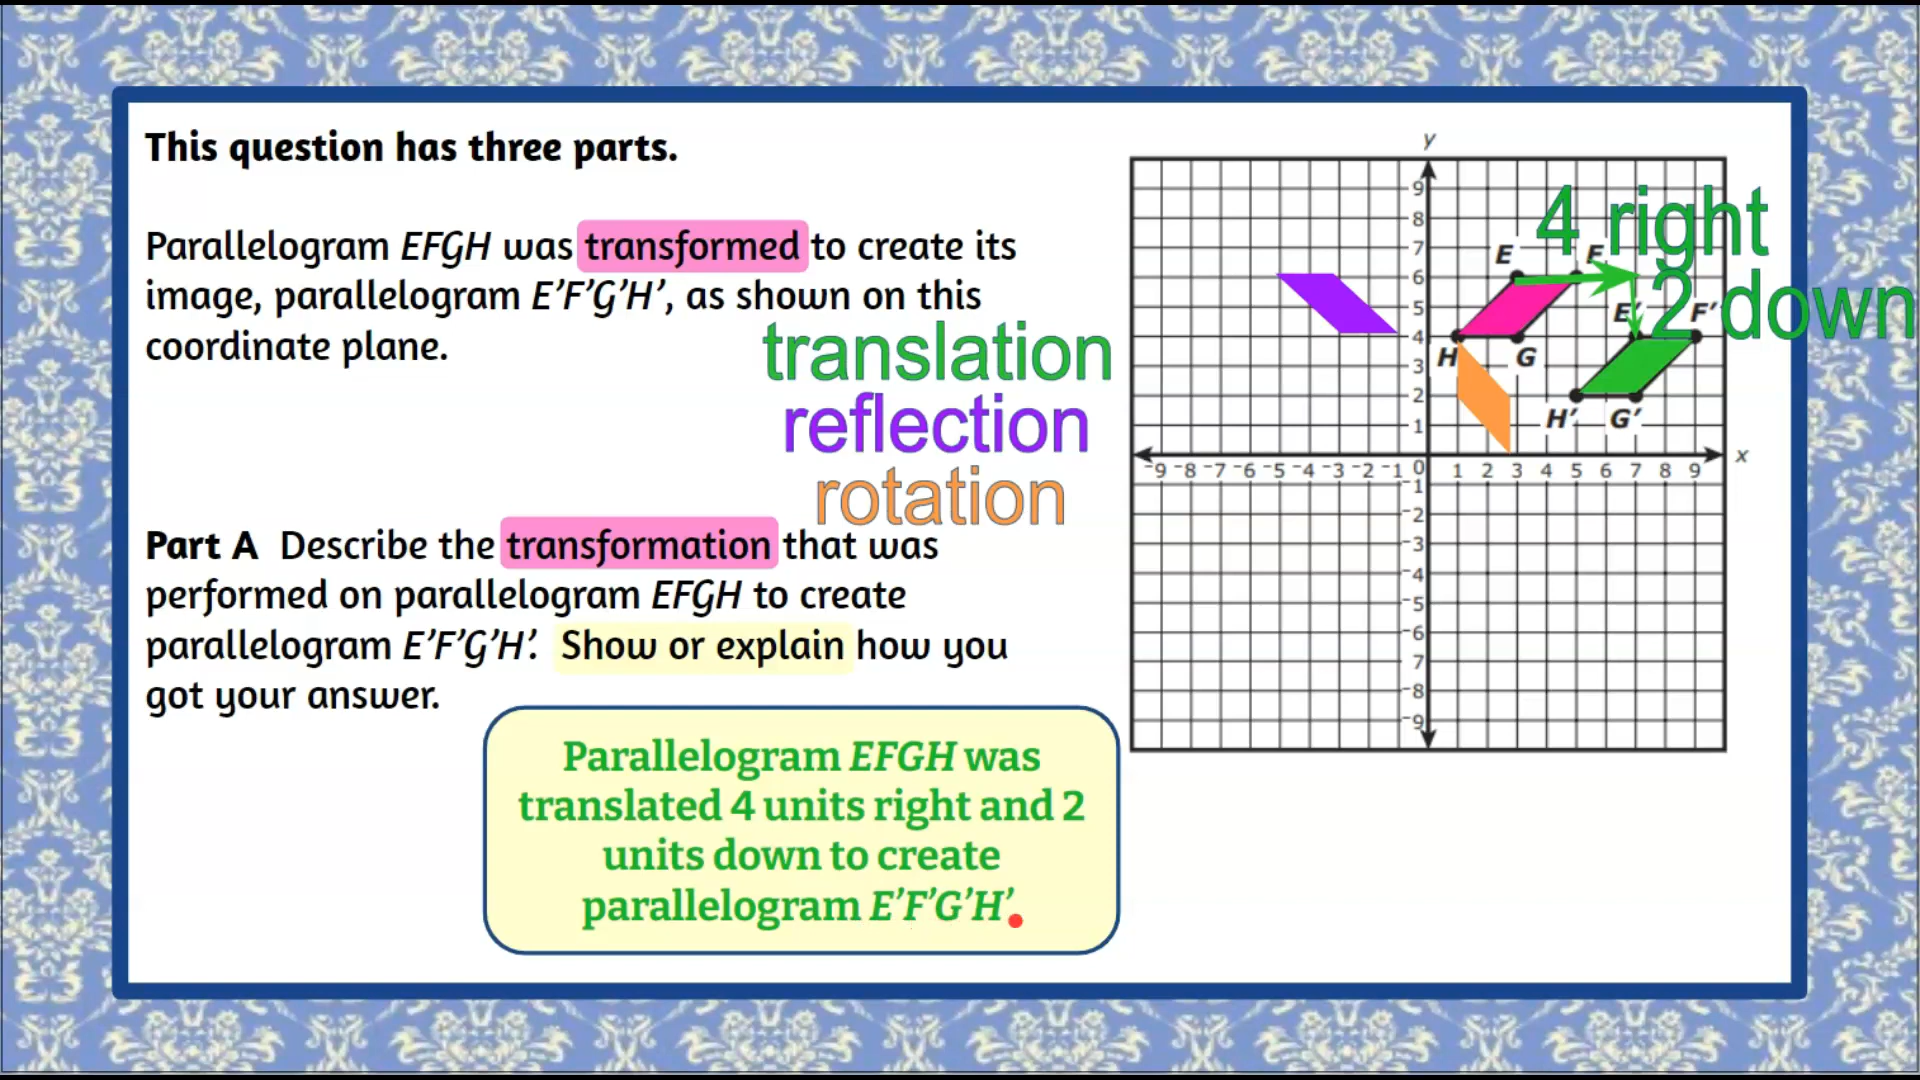 This question has three parts.
Parallelogram EFGH was transformed to create its
image, parallelogram E’F’G’H’, as shown on this
coordinate plane.
translation
reflection
rotation
Part A Describe the transformation that was
performed on parallelogram EFGH to create
parallelogram E’F’G’H’. Show or explain how you
got your answer.
Parallelogram EFGH was
translated 4 units right and 2
units down to create
parallelogram E’F’G’H’.
y
9
8
7
6
5
4
3
2
1
4 right
2 down
E F
E′ F′
H G
H′ G′
-9 -8 -7 -6 -5 -4 -3 -2 -1 0 1 2 3 4 5 6 7 8 9 x
-1
-2
-3
-4
-5
-6
-7
-8
-9